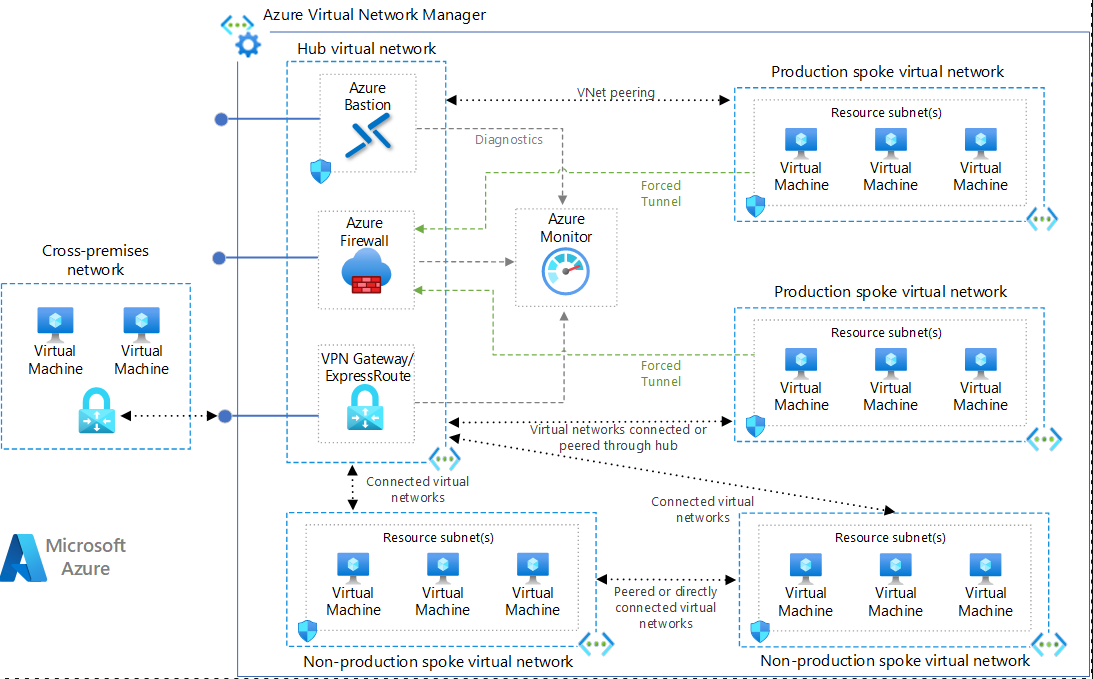 Azure Virtual Network Manager
Hub virtual network
Azure
Bastion
VNet peering
Production spoke virtual network
Resource subnet(s)
Virtual
Machine
Virtual
Machine
Virtual
Machine
Diagnostics
Forced
Tunnel
Azure
Firewall
Azure
Monitor
Cross-premises
network
Virtual
Machine
Virtual
Machine
Production spoke virtual network
Resource subnet(s)
Virtual
Machine
Virtual
Machine
Virtual
Machine
Forced
Tunnel
VPN Gateway/
ExpressRoute
Virtual networks connected or
peered through hub
Connected virtual
networks
Connected virtual
networks
Microsoft
Azure
Resource subnet(s)
Virtual
Machine
Virtual
Machine
Virtual
Machine
Non-production spoke virtual network
Peered or directly
connected virtual
networks
Resource subnet(s)
Virtual
Machine
Virtual
Machine
Virtual
Machine
Non-production spoke virtual network